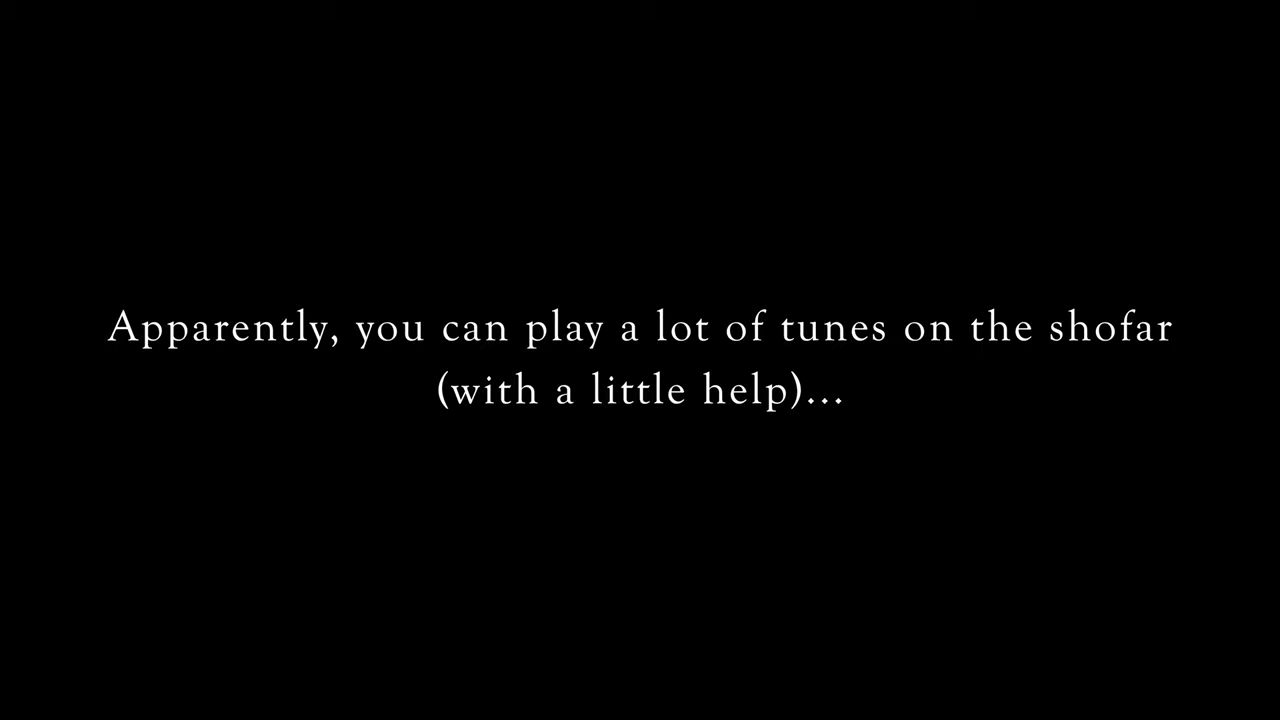 Apparently, you can play a lot of tunes on the shofar
(with a little help)...